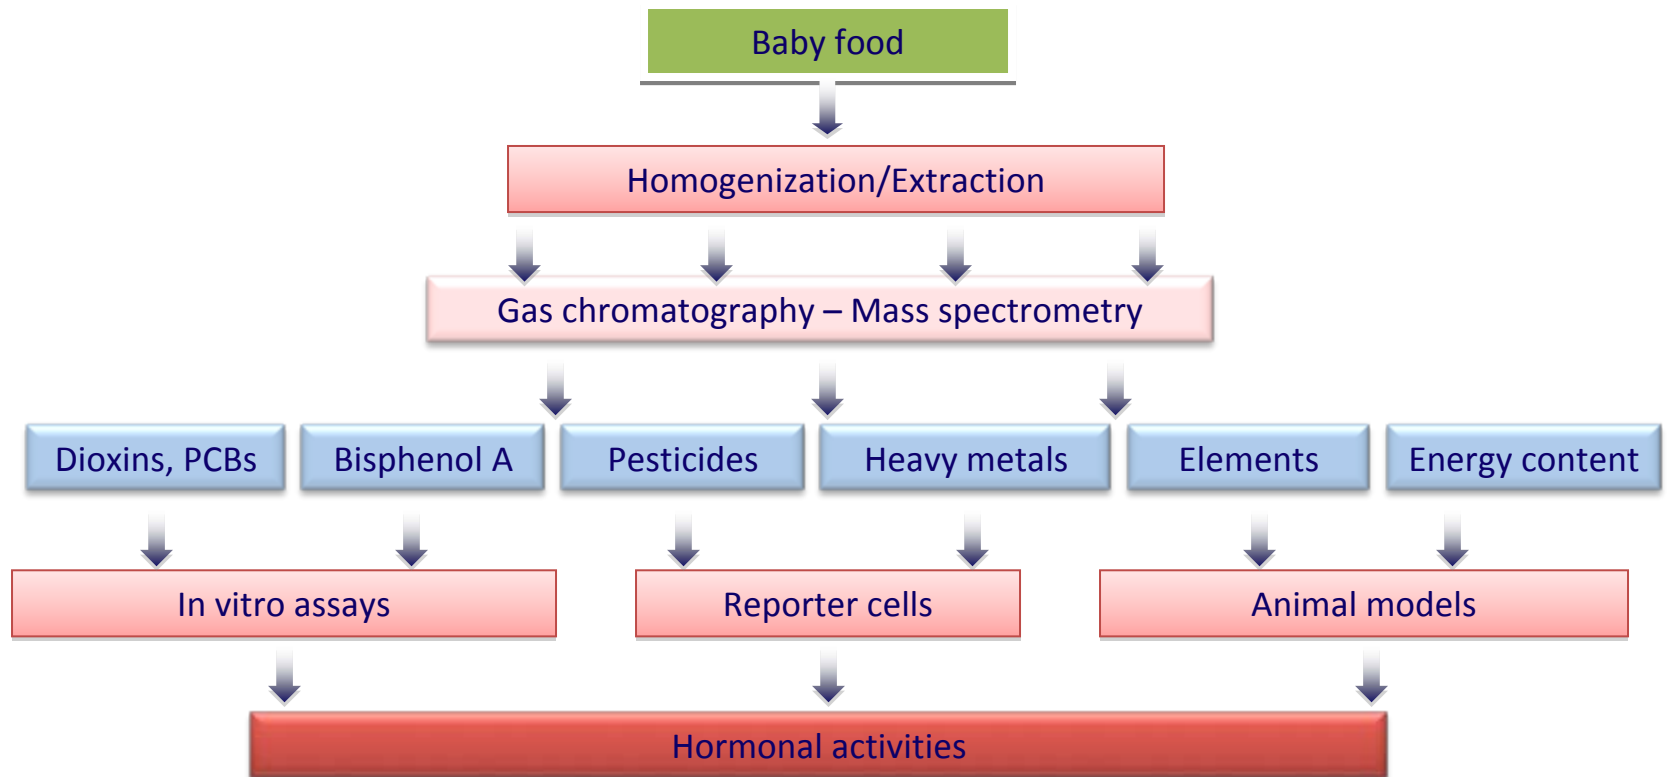 Baby food
Homogenization/Extraction
Gas chromatography – Mass spectrometry
Dioxins, PCBs
Bisphenol A
Pesticides
Heavy metals
Elements
Energy content
In vitro assays
Reporter cells
Animal models
Hormonal activities